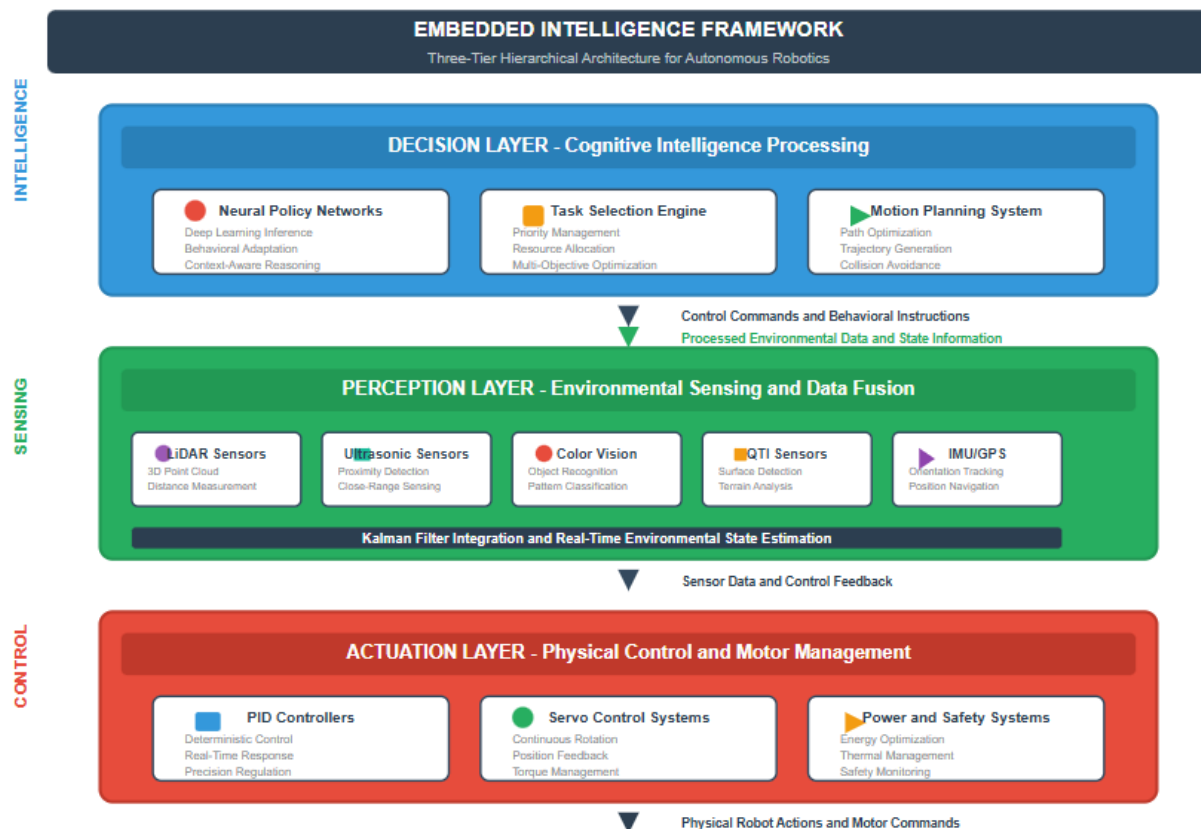 EMBEDDED INTELLIGENCE FRAMEWORK
Three-Tier Hierarchical Architecture for Autonomous Robotics
INTELLIGENCE
DECISION LAYER - Cognitive Intelligence Processing
Neural Policy Networks
Deep Learning Inference
Behavioral Adaptation
Context-Aware Reasoning
Task Selection Engine
Priority Management
Resource Allocation
Multi-Objective Optimization
Motion Planning System
Path Optimization
Trajectory Generation
Collision Avoidance
Control Commands and Behavioral Instructions
Processed Environmental Data and State Information
SENSING
PERCEPTION LAYER - Environmental Sensing and Data Fusion
LiDAR Sensors
3D Point Cloud
Distance Measurement
Ultrasonic Sensors
Proximity Detection
Close-Range Sensing
Color Vision
Object Recognition
Pattern Classification
QTI Sensors
Surface Detection
Terrain Analysis
IMU/GPS
Orientation Tracking
Position Navigation
Kalman Filter Integration and Real-Time Environmental State Estimation
Sensor Data and Control Feedback
CONTROL
ACTUATION LAYER - Physical Control and Motor Management
PID Controllers
Deterministic Control
Real-Time Response
Precision Regulation
Servo Control Systems
Continuous Rotation
Position Feedback
Torque Management
Power and Safety Systems
Energy Optimization
Thermal Management
Safety Monitoring
Physical Robot Actions and Motor Commands